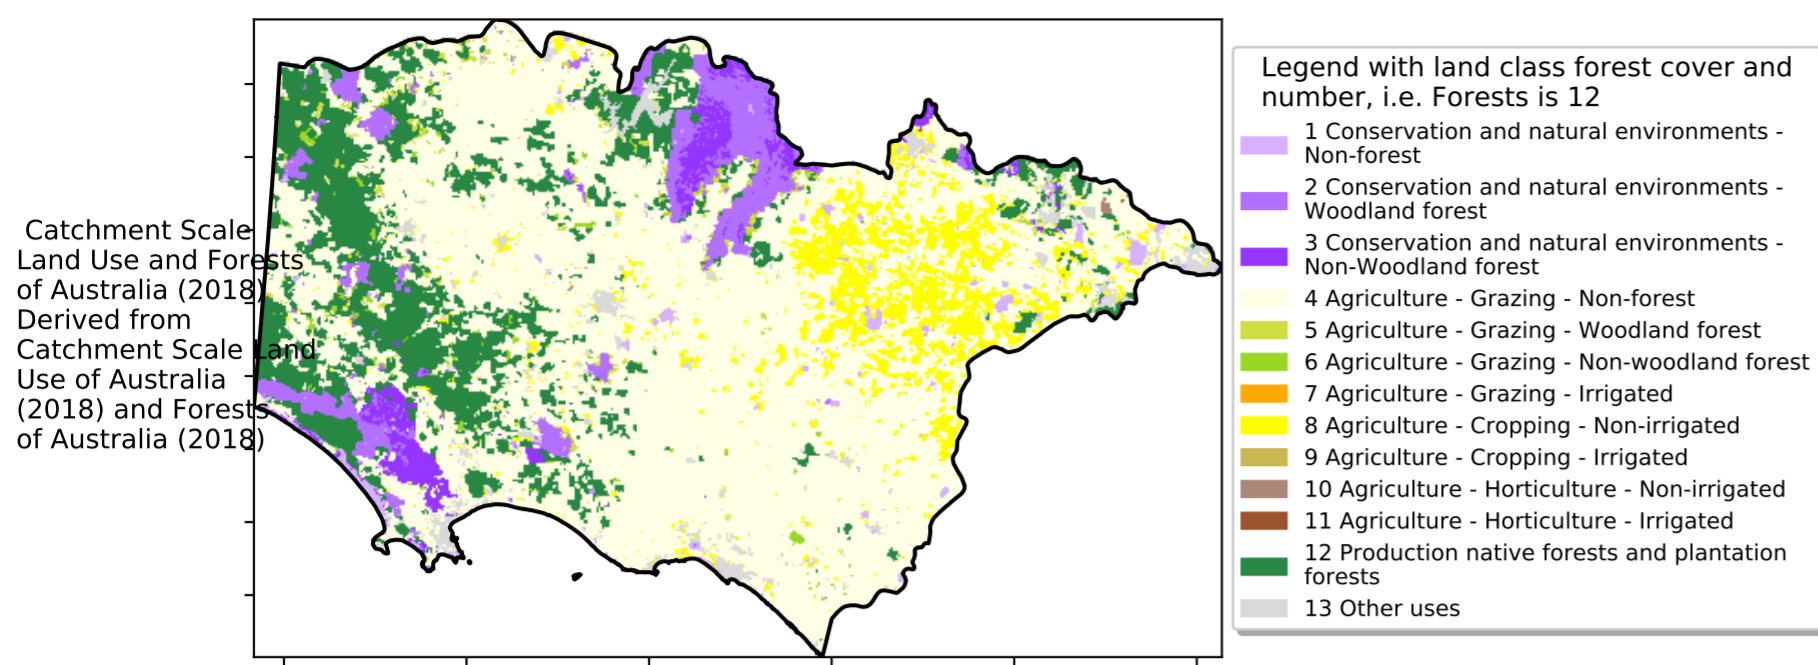 Catchment Scale
Land Use and Forests
of Australia (2018)
Derived from
Catchment Scale Land
Use of Australia
(2018) and Forests
of Australia (2018)
Legend with land class forest cover and
number, i.e. Forests is 12
1 Conservation and natural environments -
Non-forest
2 Conservation and natural environments -
Woodland forest
3 Conservation and natural environments -
Non-Woodland forest
4 Agriculture - Grazing - Non-forest
5 Agriculture - Grazing - Woodland forest
6 Agriculture - Grazing - Non-woodland forest
7 Agriculture - Grazing - Irrigated
8 Agriculture - Cropping - Non-irrigated
9 Agriculture - Cropping - Irrigated
10 Agriculture - Horticulture - Non-irrigated
11 Agriculture - Horticulture - Irrigated
12 Production native forests and plantation
forests
13 Other uses